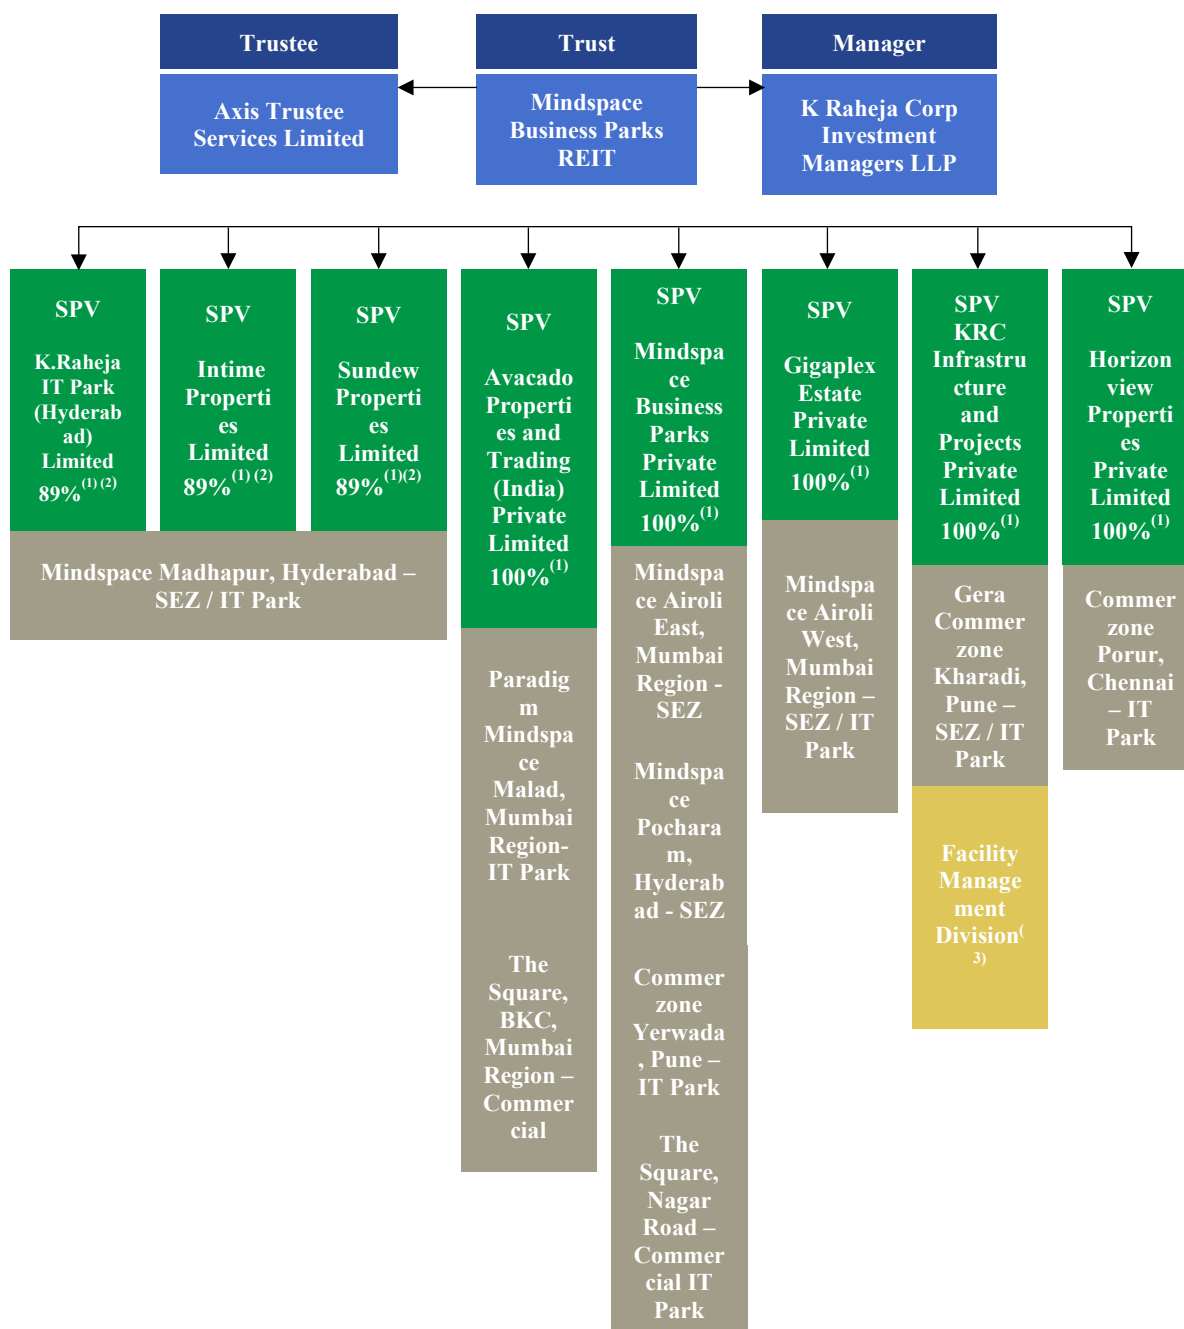 Trustee
Axis Trustee
Services Limited
Trust
Mindspace
Business Parks
REIT
Manager
K Raheja Corp
Investment
Managers LLP
SPV
K.Raheja
IT Park
(Hyderab
ad)
Limited
89%(1) (2)
SPV
Intime
Properti
es
Limited
89%(1) (2)
SPV
Sundew
Properti
es
Limited
89%(1)(2)
Mindspace Madhapur, Hyderabad –
SEZ / IT Park
SPV
Avacado
Properti
es and
Trading
(India)
Private
Limited
100%(1)
Paradig
m
Mindspa
ce
Malad,
Mumbai
Region-
IT Park
The
Square,
BKC,
Mumbai
Region –
Commer
cial
SPV
Mindspa
ce
Business
Parks
Private
Limited
100%(1)
Mindspa
ce Airoli
East,
Mumbai
Region -
SEZ
Mindspa
ce
Pochara
m,
Hyderab
ad - SEZ
Commer
zone
Yerwada
, Pune –
IT Park
The
Square,
Nagar
Road –
Commer
cial IT
Park
SPV
Gigaplex
Estate
Private
Limited
100%(1)
Mindspa
ce Airoli
West,
Mumbai
Region –
SEZ / IT
Park
SPV
KRC
Infrastru
cture
and
Projects
Private
Limited
100%(1)
Gera
Commer
zone
Kharadi,
Pune –
SEZ / IT
Park
Facility
Manage
ment
Division(
3)
SPV
Horizon
view
Properti
es
Private
Limited
100%(1)
Commer
zone
Porur,
Chennai
– IT
Park